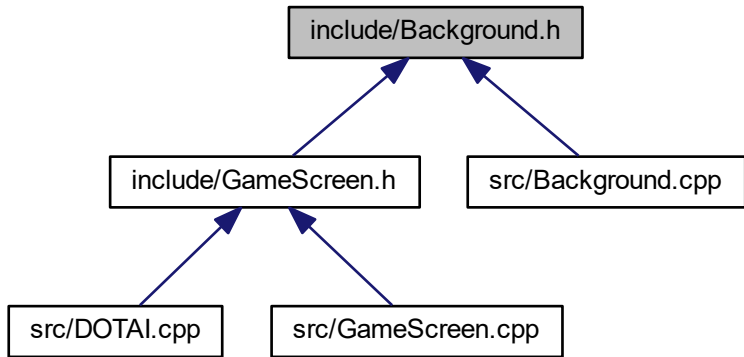 include/Background.h
include/GameScreen.h
src/Background.cpp
src/DOTAI.cpp
src/GameScreen.cpp